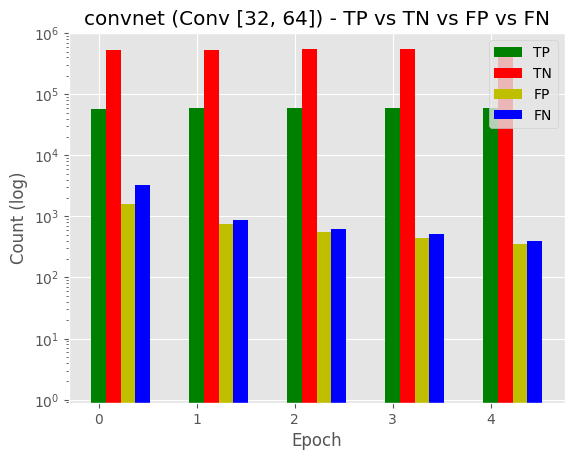 convnet (Conv [32, 64]) - TP vs TN vs FP vs FN
10^6
10^5
10^4
10^3
10^2
10^1
10^0
Count (log)
TP
TN
FP
FN
0 1 2 3 4
Epoch